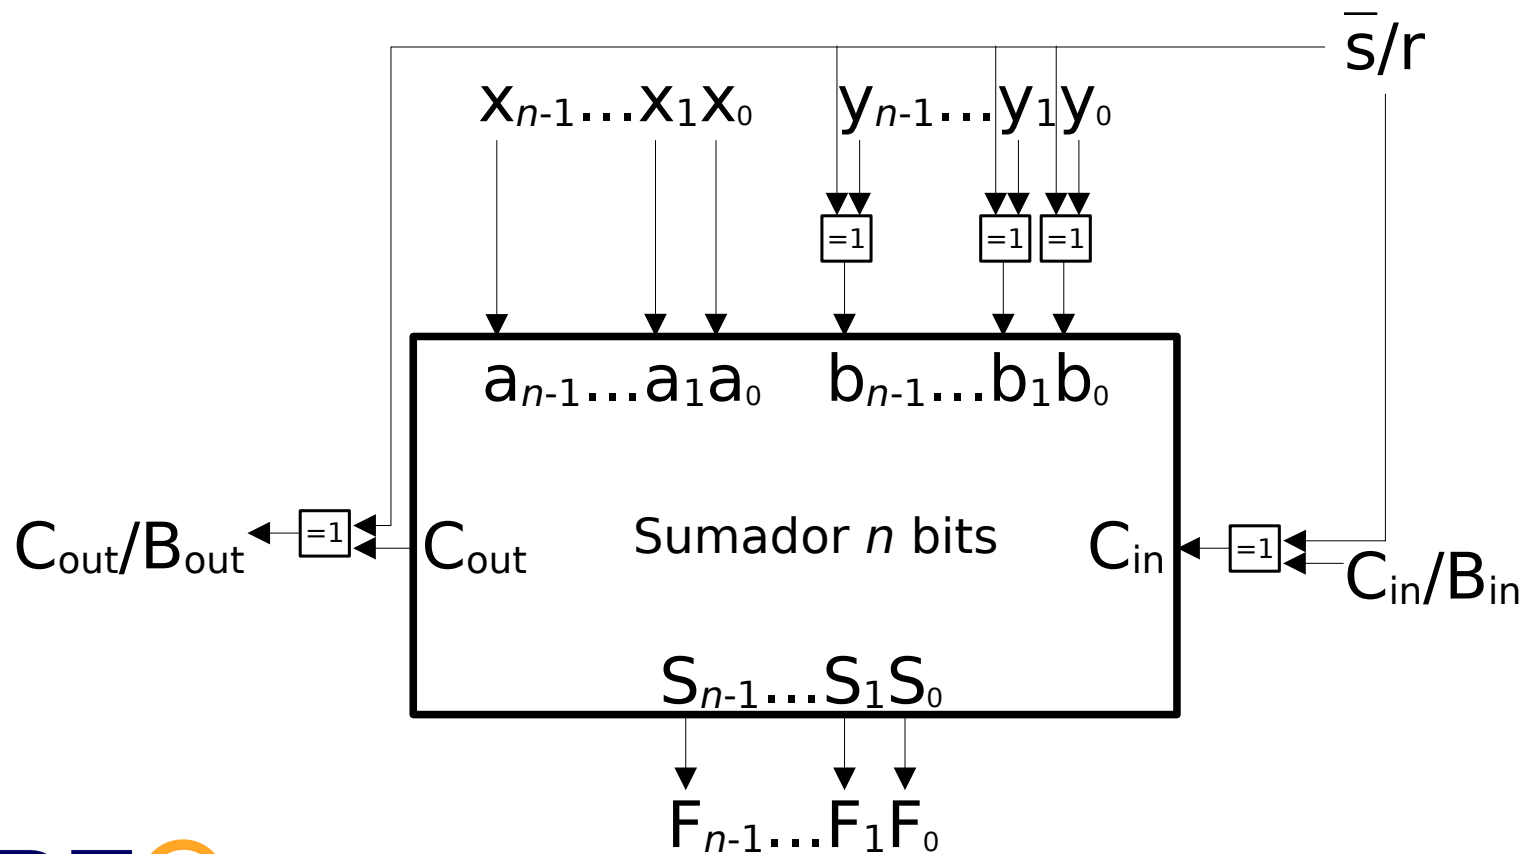 s̅/r
xn-1...x1x0 yn-1...y1y0
=1 =1 =1
an-1...a1a0 bn-1...b1b0
Cout/Bout =1 Cout Sumador n bits Cin =1 Cin/Bin
Sn-1...S1S0
Fn-1...F1F0